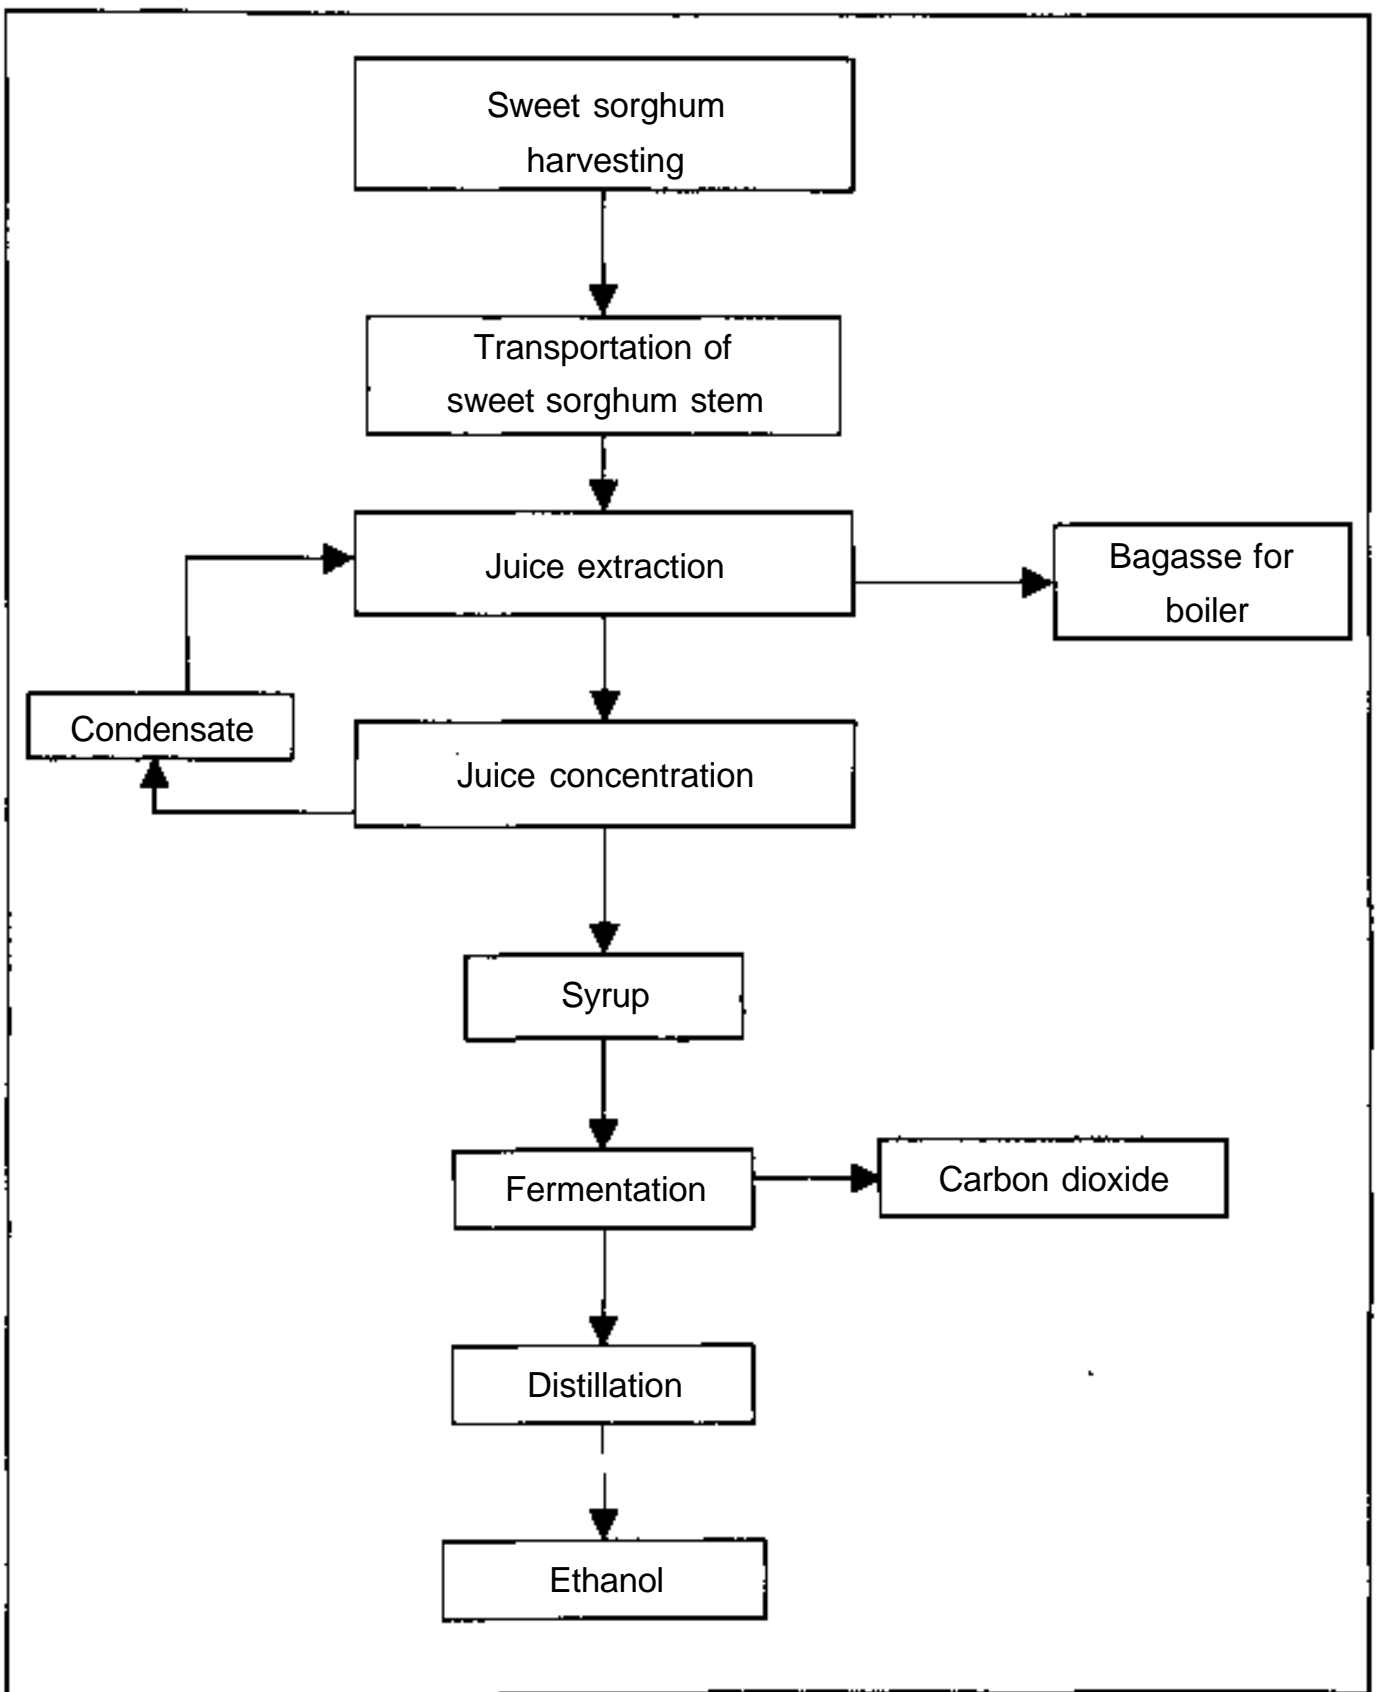 Sweet sorghum
harvesting
Transportation of
sweet sorghum stem
Juice extraction
Bagasse for
boiler
Condensate
Juice concentration
Syrup
Fermentation
Carbon dioxide
Distillation
Ethanol